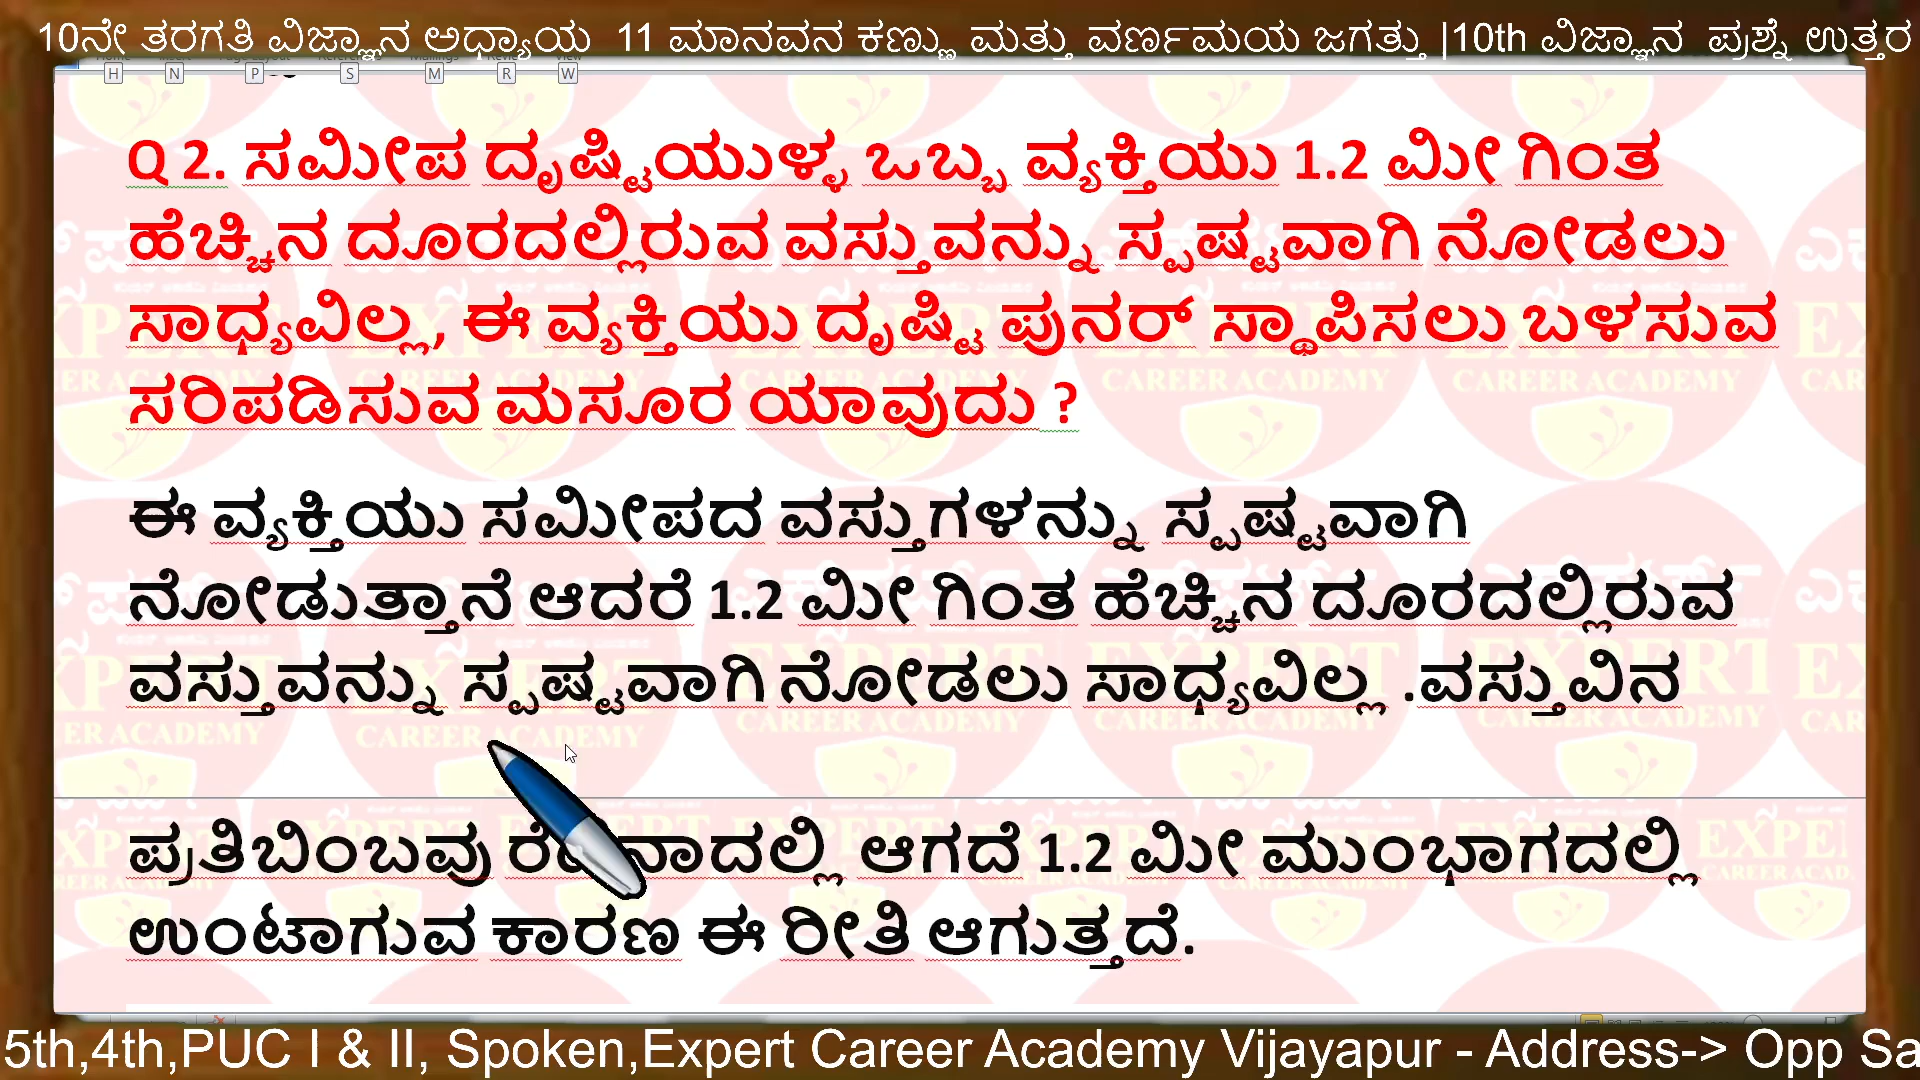 10ನೇ ತರಗತಿ ವಿಜ್ಞಾನ ಅಧ್ಯಾಯ 11 ಮಾನವನ ಕಣ್ಣು ಮತ್ತು ವರ್ಣಮಯ ಜಗತ್ತು |10th ವಿಜ್ಞಾನ ಪ್ರಶ್ನೆ ಉತ್ತರ
H N P S M R W
Q 2. ಸಮೀಪ ದೃಷ್ಟಿಯುಳ್ಳ ಒಬ್ಬ ವ್ಯಕ್ತಿಯು 1.2 ಮೀ ಗಿಂತ
ಹೆಚ್ಚಿನ ದೂರದಲ್ಲಿರುವ ವಸ್ತುವನ್ನು ಸ್ಪಷ್ಟವಾಗಿ ನೋಡಲು
ಸಾಧ್ಯವಿಲ್ಲ, ಈ ವ್ಯಕ್ತಿಯು ದೃಷ್ಟಿ ಪುನರ್ ಸ್ಥಾಪಿಸಲು ಬಳಸುವ
ಸರಿಪಡಿಸುವ ಮಸೂರ ಯಾವುದು ?
ಈ ವ್ಯಕ್ತಿಯು ಸಮೀಪದ ವಸ್ತುಗಳನ್ನು ಸ್ಪಷ್ಟವಾಗಿ
ನೋಡುತ್ತಾನೆ ಆದರೆ 1.2 ಮೀ ಗಿಂತ ಹೆಚ್ಚಿನ ದೂರದಲ್ಲಿರುವ
ವಸ್ತುವನ್ನು ಸ್ಪಷ್ಟವಾಗಿ ನೋಡಲು ಸಾಧ್ಯವಿಲ್ಲ .ವಸ್ತುವಿನ
ಪ್ರತಿಬಿಂಬವು ಆಗದೆ 1.2 ಮೀ ಮುಂಭಾಗದಲ್ಲಿ
ಉಂಟಾಗುವ ಕಾರಣ ಈ ರೀತಿ ಆಗುತ್ತದೆ.
5th,4th,PUC I & II, Spoken,Expert Career Academy Vijayapur - Address-> Opp Sa